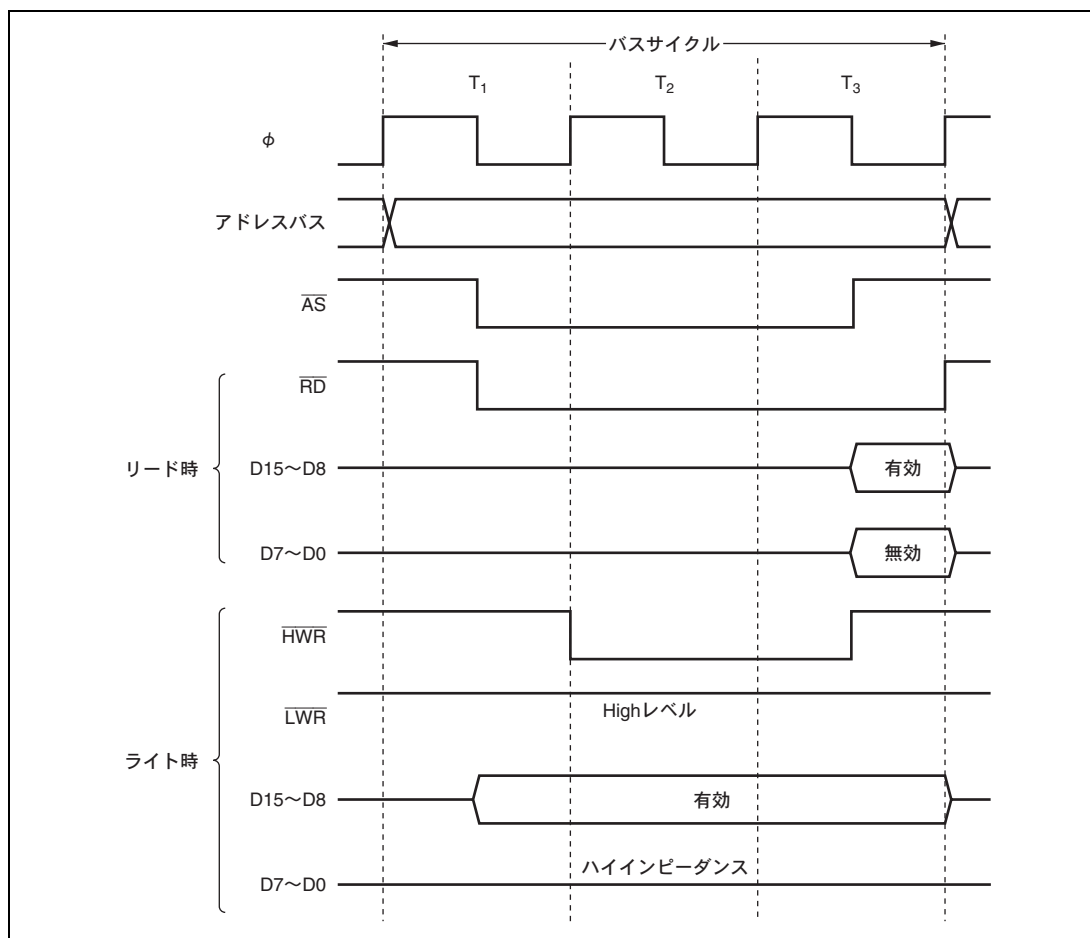 バスサイクル
T1 T2 T3
φ
アドレスバス
AS
RD
リード時
D15～D8 有効
D7～D0 無効
HWR
LWR Highレベル
ライト時
D15～D8 有効
D7～D0 ハイインピーダンス